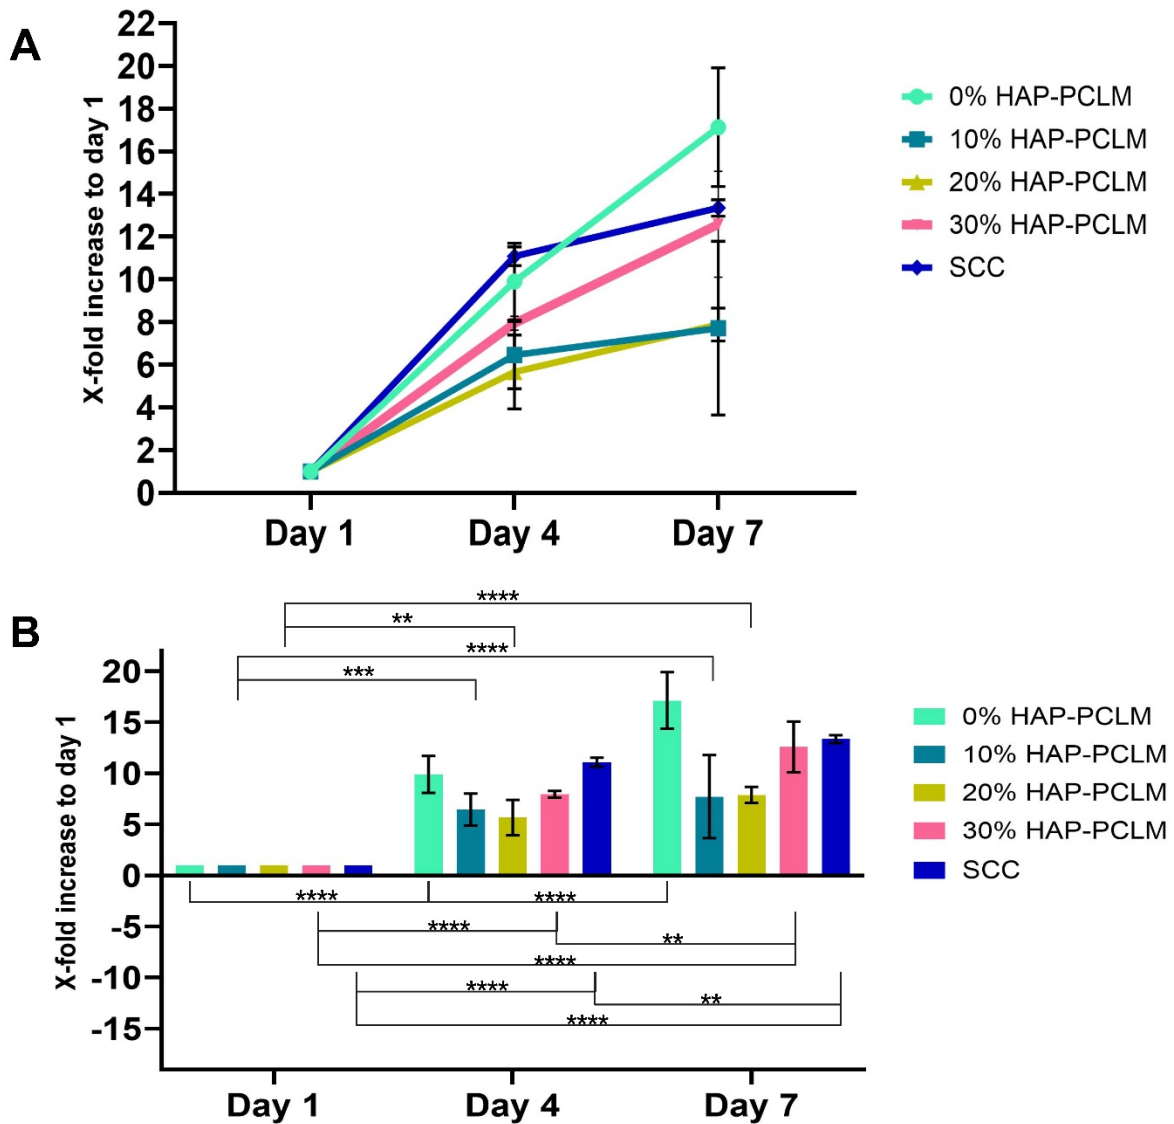 A
X-fold increase to day 1
22
20
18
16
14
12
10
8
6
4
2
0
Day 1 Day 4 Day 7
0% HAP-PCLM
10% HAP-PCLM
20% HAP-PCLM
30% HAP-PCLM
SCC
B
X-fold increase to day 1
****
**
****
***
20
15
10
5
0
-5
-10
-15
**** ****
****
**
****
****
**
****
Day 1 Day 4 Day 7
0% HAP-PCLM
10% HAP-PCLM
20% HAP-PCLM
30% HAP-PCLM
SCC